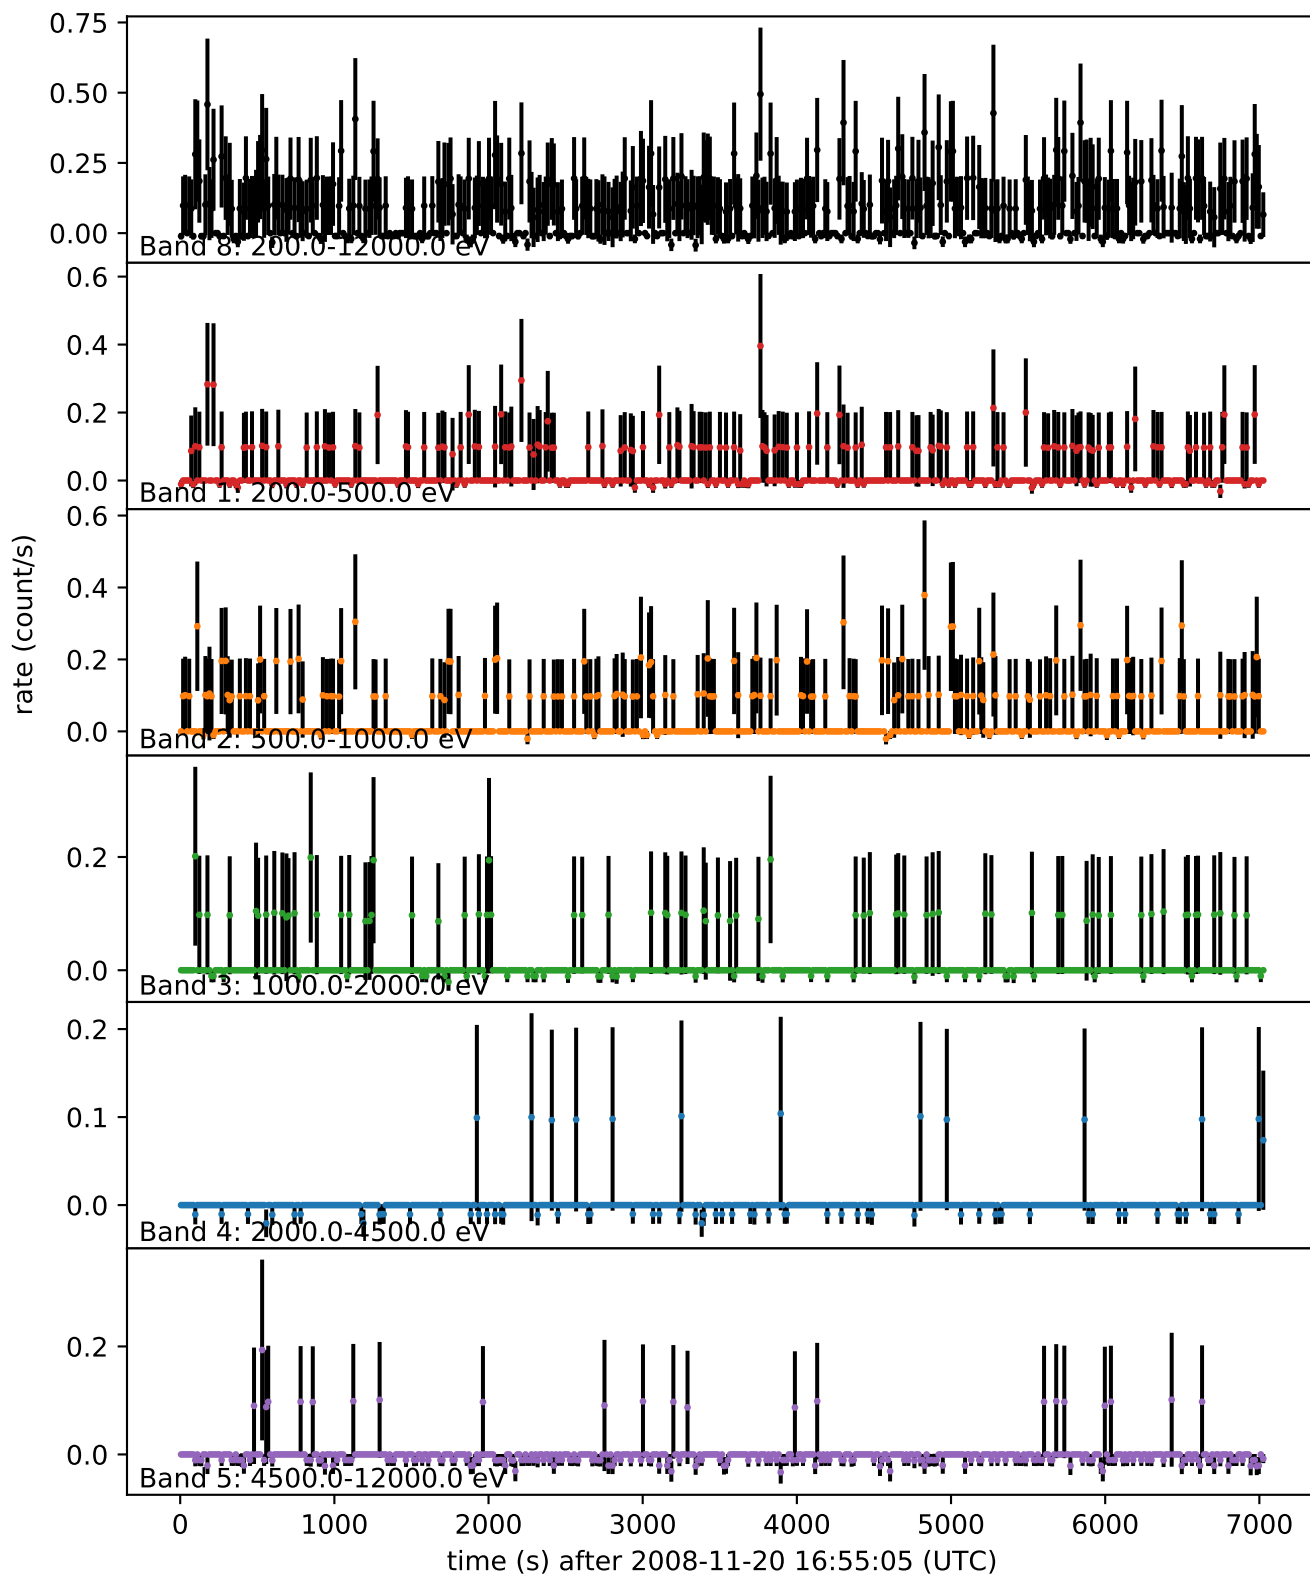 0.75
0.50
0.25
0.00
Band 8: 200.0-12000.0 eV
0.6
0.4
0.2
0.0
Band 1: 200.0-500.0 eV
0.6
0.4
0.2
0.0
Band 2: 500.0-1000.0 eV
rate (count/s)
0.2
0.0
Band 3: 1000.0-2000.0 eV
0.2
0.1
0.0
Band 4: 2000.0-4500.0 eV
0.2
0.0
Band 5: 4500.0-12000.0 eV
0 1000 2000 3000 4000 5000 6000 7000
time (s) after 2008-11-20 16:55:05 (UTC)